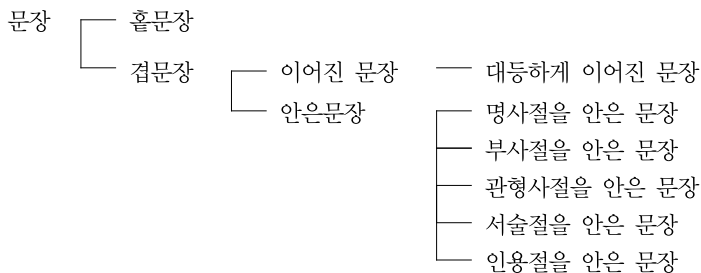 문장 홑문장
겹문장 이어진 문장 대등하게 이어진 문장
안은문장 명사절을 안은 문장
부사절을 안은 문장
관형사절을 안은 문장
서술절을 안은 문장
인용절을 안은 문장